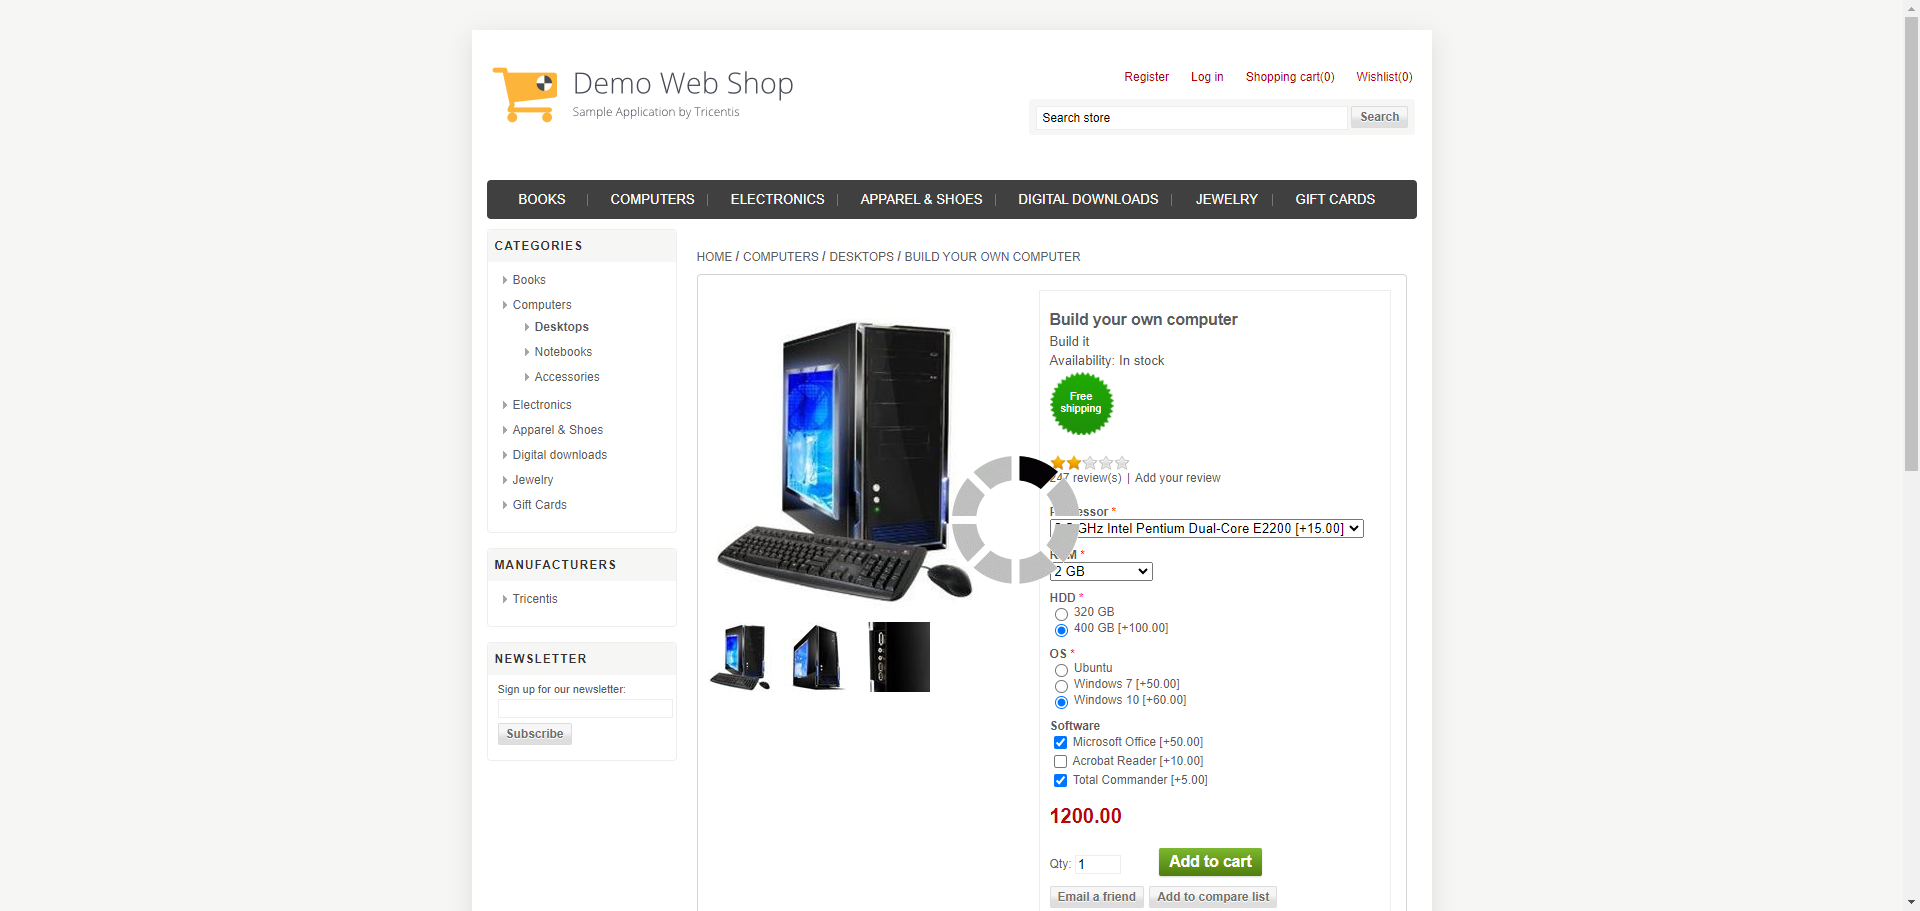 Demo Web Shop
Sample Application by Tricentis
Register
Log in
Shopping cart(0)
Wishlist(0)
Search store
Search
BOOKS
COMPUTERS
ELECTRONICS
APPAREL & SHOES
DIGITAL DOWNLOADS
JEWELRY
GIFT CARDS
CATEGORIES
Books
Computers
Desktops
Notebooks
Accessories
Electronics
Apparel & Shoes
Digital downloads
Jewelry
Gift Cards
MANUFACTURERS
Tricentis
NEWSLETTER
Sign up for our newsletter:
Subscribe
HOME / COMPUTERS / DESKTOPS / BUILD YOUR OWN COMPUTER
Build your own computer
Build it
Availability: In stock
Free
shipping
247 review(s) | Add your review
Processor *
GHz Intel Pentium Dual-Core E2200 [+15.00]
RAM *
2 GB
HDD *
320 GB
400 GB [+100.00]
OS *
Ubuntu
Windows 7 [+50.00]
Windows 10 [+60.00]
Software
Microsoft Office [+50.00]
Acrobat Reader [+10.00]
Total Commander [+5.00]
1200.00
Qty: 1
Add to cart
Email a friend
Add to compare list